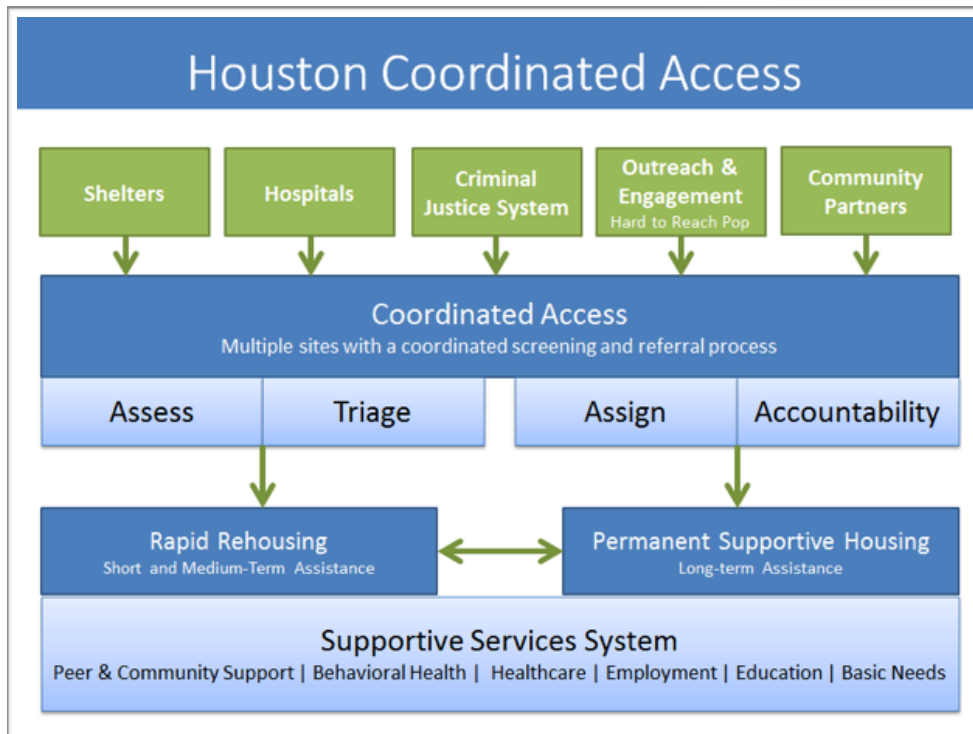 Houston Coordinated Access
Shelters
Hospitals
Criminal
Justice System
Outreach &
Engagement
Hard to Reach Pop
Community
Partners
Coordinated Access
Multiple sites with a coordinated screening and referral process
Assess
Triage
Assign
Accountability
Rapid Rehousing
Short and Medium-Term Assistance
Permanent Supportive Housing
Long-term Assistance
Supportive Services System
Peer & Community Support | Behavioral Health | Healthcare | Employment | Education | Basic Needs